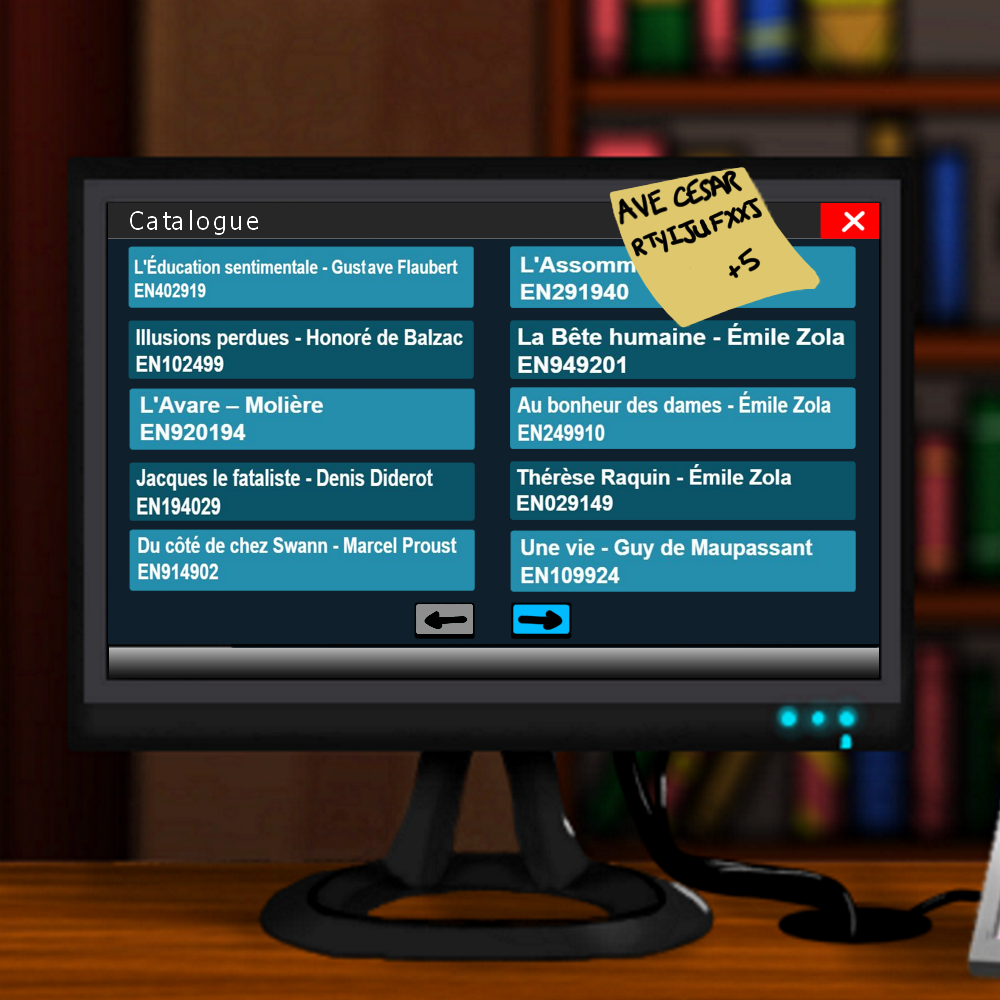 Catalogue
L'Éducation sentimentale - Gustave Flaubert
EN402919
Illusions perdues - Honoré de Balzac
EN102499
L'Avare – Molière
EN920194
Jacques le fataliste - Denis Diderot
EN194029
Du côté de chez Swann - Marcel Proust
EN914902
L'Assomm
EN291940
La Bête humaine - Émile Zola
EN949201
Au bonheur des dames - Émile Zola
EN249910
Thérèse Raquin - Émile Zola
EN029149
Une vie - Guy de Maupassant
EN109924
AVE CÉSAR
RTYIJUFXXJ
+5